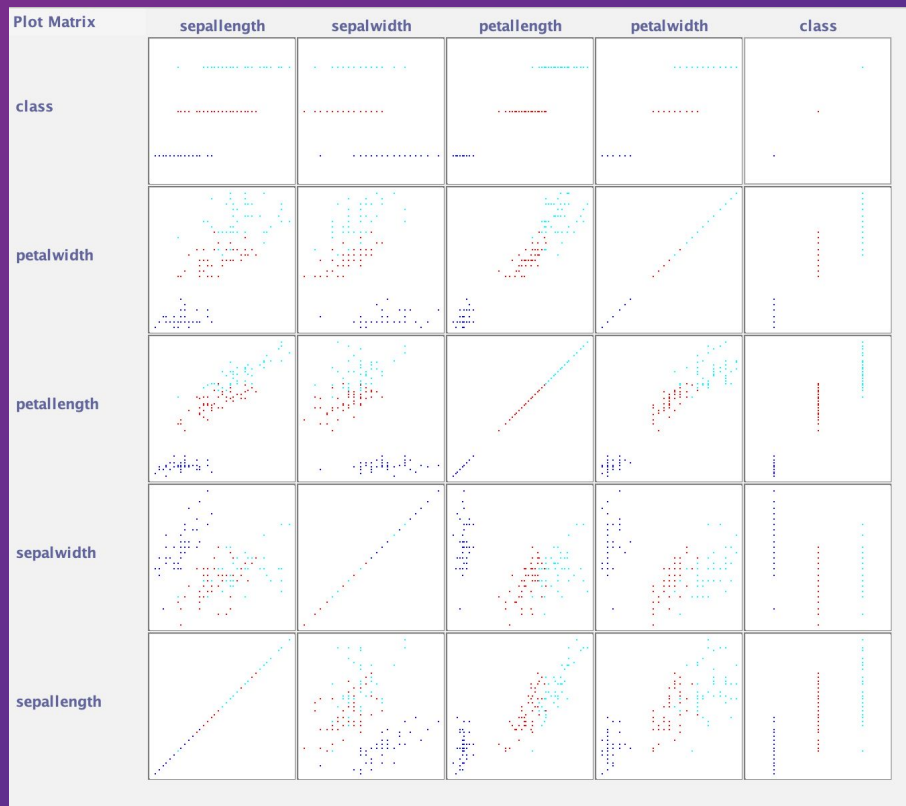 Plot Matrix
sepallength sepalwidth petallength petalwidth class
class
petalwidth
petallength
sepalwidth
sepallength